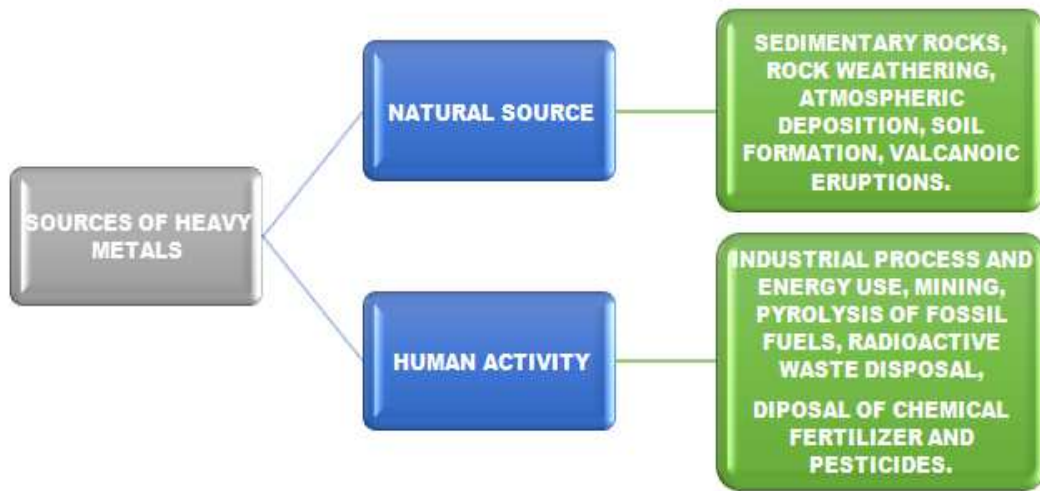 SOURCES OF HEAVY
METALS
NATURAL SOURCE
SEDIMENTARY ROCKS,
ROCK WEATHERING,
ATMOSPHERIC
DEPOSITION, SOIL
FORMATION, VALCANOIC
ERUPTIONS.
HUMAN ACTIVITY
INDUSTRIAL PROCESS AND
ENERGY USE, MINING,
PYROLYSIS OF FOSSIL
FUELS, RADIOACTIVE
WASTE DISPOSAL,
DIPOSAL OF CHEMICAL
FERTILIZER AND
PESTICIDES.